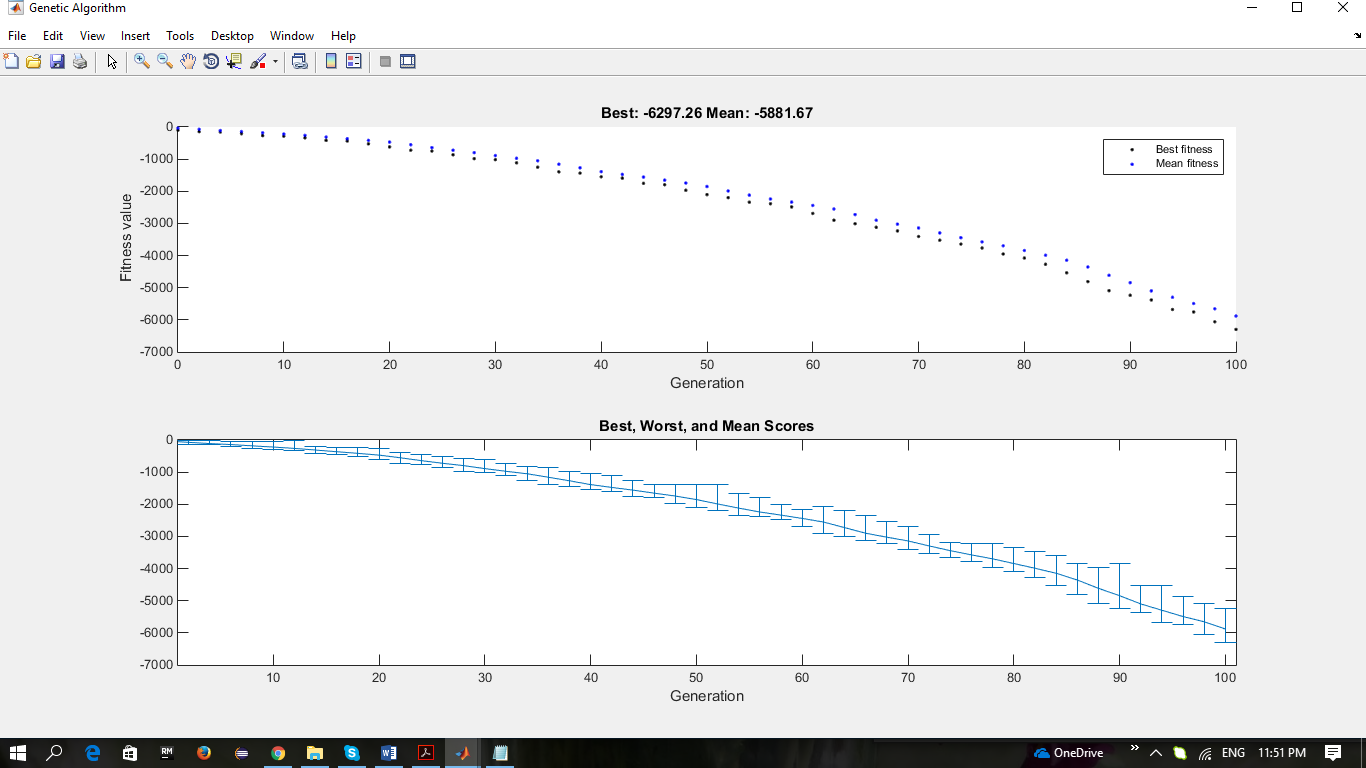 Genetic Algorithm
File Edit View Insert Tools Desktop Window Help
Best: -6297.26 Mean: -5881.67
0
-1000
-2000
-3000
-4000
-5000
-6000
-7000
Fitness value
Best fitness
Mean fitness
0 10 20 30 40 50 60 70 80 90 100
Generation
Best, Worst, and Mean Scores
0
-1000
-2000
-3000
-4000
-5000
-6000
-7000
10 20 30 40 50 60 70 80 90 100
Generation
RM OneDrive ENG 11:51 PM